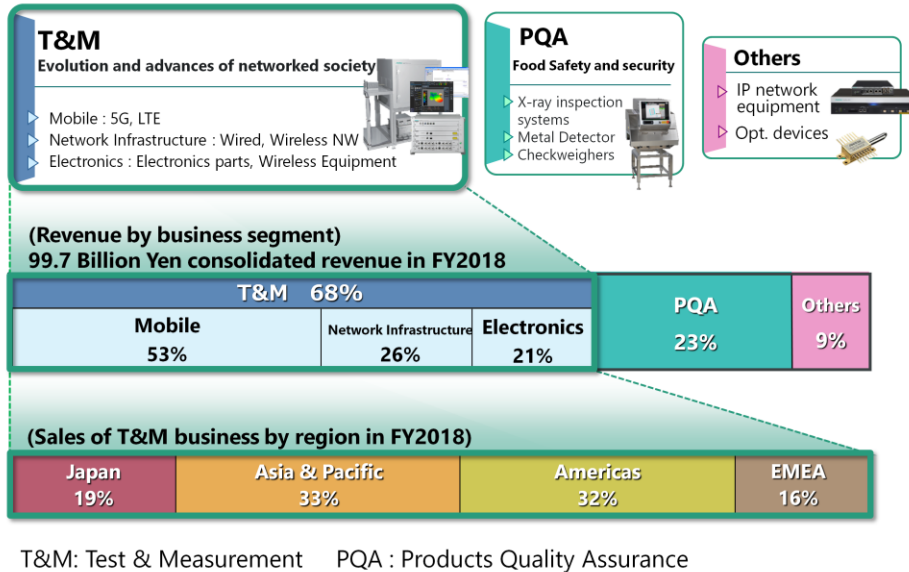 T&M
Evolution and advances of networked society
Mobile : 5G, LTE
Network Infrastructure : Wired, Wireless NW
Electronics : Electronics parts, Wireless Equipment
PQA
Food Safety and security
X-ray inspection
systems
Metal Detector
Checkweighers
Others
IP network
equipment
Opt. devices
(Revenue by business segment)
99.7 Billion Yen consolidated revenue in FY2018
T&M 68%
Mobile
53%
Network Infrastructure
26%
Electronics
21%
PQA
23%
Others
9%
(Sales of T&M business by region in FY2018)
Japan
19%
Asia & Pacific
33%
Americas
32%
EMEA
16%
T&M: Test & Measurement PQA : Products Quality Assurance